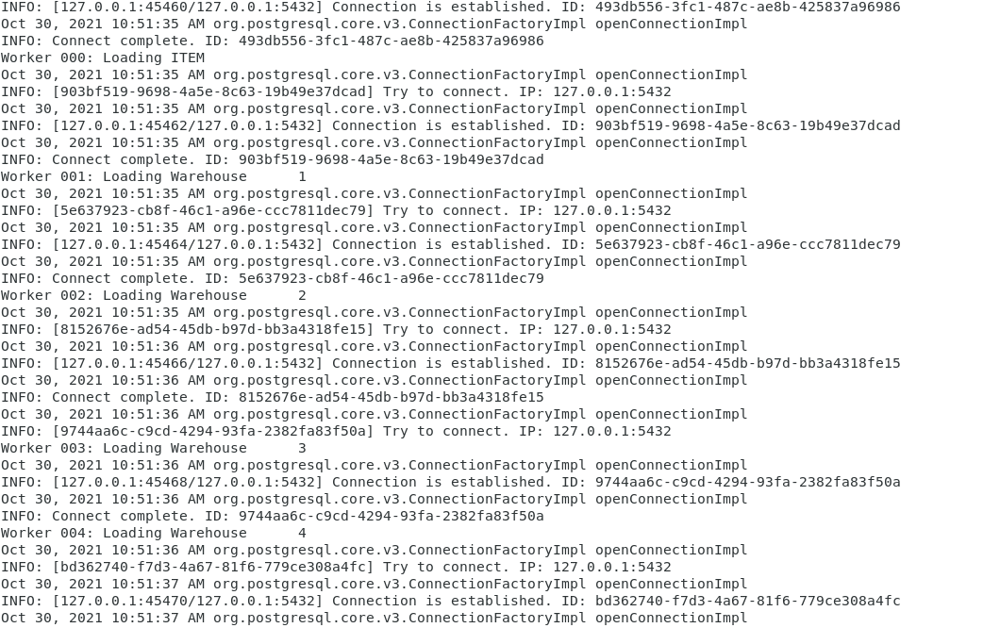 INFO: [127.0.0.1:45460/127.0.0.1:5432] Connection is established. ID: 493db556-3fc1-487c-ae8b-425837a96986
Oct 30, 2021 10:51:35 AM org.postgresql.core.v3.ConnectionFactoryImpl openConnectionImpl
INFO: Connect complete. ID: 493db556-3fc1-487c-ae8b-425837a96986
Worker 000: Loading ITEM
Oct 30, 2021 10:51:35 AM org.postgresql.core.v3.ConnectionFactoryImpl openConnectionImpl
INFO: [903bf519-9698-4a5e-8c63-19b49e37dcad] Try to connect. IP: 127.0.0.1:5432
Oct 30, 2021 10:51:35 AM org.postgresql.core.v3.ConnectionFactoryImpl openConnectionImpl
INFO: [127.0.0.1:45462/127.0.0.1:5432] Connection is established. ID: 903bf519-9698-4a5e-8c63-19b49e37dcad
Oct 30, 2021 10:51:35 AM org.postgresql.core.v3.ConnectionFactoryImpl openConnectionImpl
INFO: Connect complete. ID: 903bf519-9698-4a5e-8c63-19b49e37dcad
Worker 001: Loading Warehouse      1
Oct 30, 2021 10:51:35 AM org.postgresql.core.v3.ConnectionFactoryImpl openConnectionImpl
INFO: [5e637923-cb8f-46c1-a96e-ccc7811dec79] Try to connect. IP: 127.0.0.1:5432
Oct 30, 2021 10:51:35 AM org.postgresql.core.v3.ConnectionFactoryImpl openConnectionImpl
INFO: [127.0.0.1:45464/127.0.0.1:5432] Connection is established. ID: 5e637923-cb8f-46c1-a96e-ccc7811dec79
Oct 30, 2021 10:51:35 AM org.postgresql.core.v3.ConnectionFactoryImpl openConnectionImpl
INFO: Connect complete. ID: 5e637923-cb8f-46c1-a96e-ccc7811dec79
Worker 002: Loading Warehouse      2
Oct 30, 2021 10:51:35 AM org.postgresql.core.v3.ConnectionFactoryImpl openConnectionImpl
INFO: [8152676e-ad54-45db-b97d-bb3a4318fe15] Try to connect. IP: 127.0.0.1:5432
Oct 30, 2021 10:51:36 AM org.postgresql.core.v3.ConnectionFactoryImpl openConnectionImpl
INFO: [127.0.0.1:45466/127.0.0.1:5432] Connection is established. ID: 8152676e-ad54-45db-b97d-bb3a4318fe15
Oct 30, 2021 10:51:36 AM org.postgresql.core.v3.ConnectionFactoryImpl openConnectionImpl
INFO: Connect complete. ID: 8152676e-ad54-45db-b97d-bb3a4318fe15
Oct 30, 2021 10:51:36 AM org.postgresql.core.v3.ConnectionFactoryImpl openConnectionImpl
INFO: [9744aa6c-c9cd-4294-93fa-2382fa83f50a] Try to connect. IP: 127.0.0.1:5432
Worker 003: Loading Warehouse      3
Oct 30, 2021 10:51:36 AM org.postgresql.core.v3.ConnectionFactoryImpl openConnectionImpl
INFO: [127.0.0.1:45468/127.0.0.1:5432] Connection is established. ID: 9744aa6c-c9cd-4294-93fa-2382fa83f50a
Oct 30, 2021 10:51:36 AM org.postgresql.core.v3.ConnectionFactoryImpl openConnectionImpl
INFO: Connect complete. ID: 9744aa6c-c9cd-4294-93fa-2382fa83f50a
Worker 004: Loading Warehouse      4
Oct 30, 2021 10:51:36 AM org.postgresql.core.v3.ConnectionFactoryImpl openConnectionImpl
INFO: [bd362740-f7d3-4a67-81f6-779ce308a4fc] Try to connect. IP: 127.0.0.1:5432
Oct 30, 2021 10:51:37 AM org.postgresql.core.v3.ConnectionFactoryImpl openConnectionImpl
INFO: [127.0.0.1:45470/127.0.0.1:5432] Connection is established. ID: bd362740-f7d3-4a67-81f6-779ce308a4fc
Oct 30, 2021 10:51:37 AM org.postgresql.core.v3.ConnectionFactoryImpl openConnectionImpl